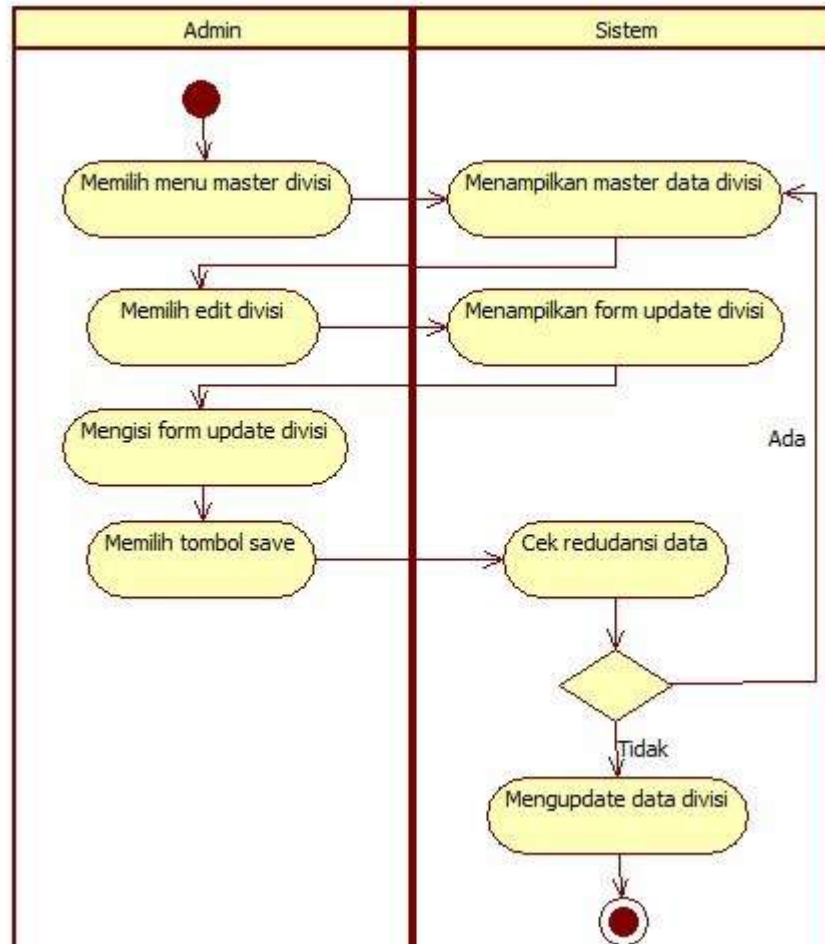 Admin
Sistem
Memilih menu master divisi
Menampilkan master data divisi
Memilih edit divisi
Menampilkan form update divisi
Mengisi form update divisi
Ada
Memilih tombol save
Cek redudansi data
Tidak
Mengupdate data divisi